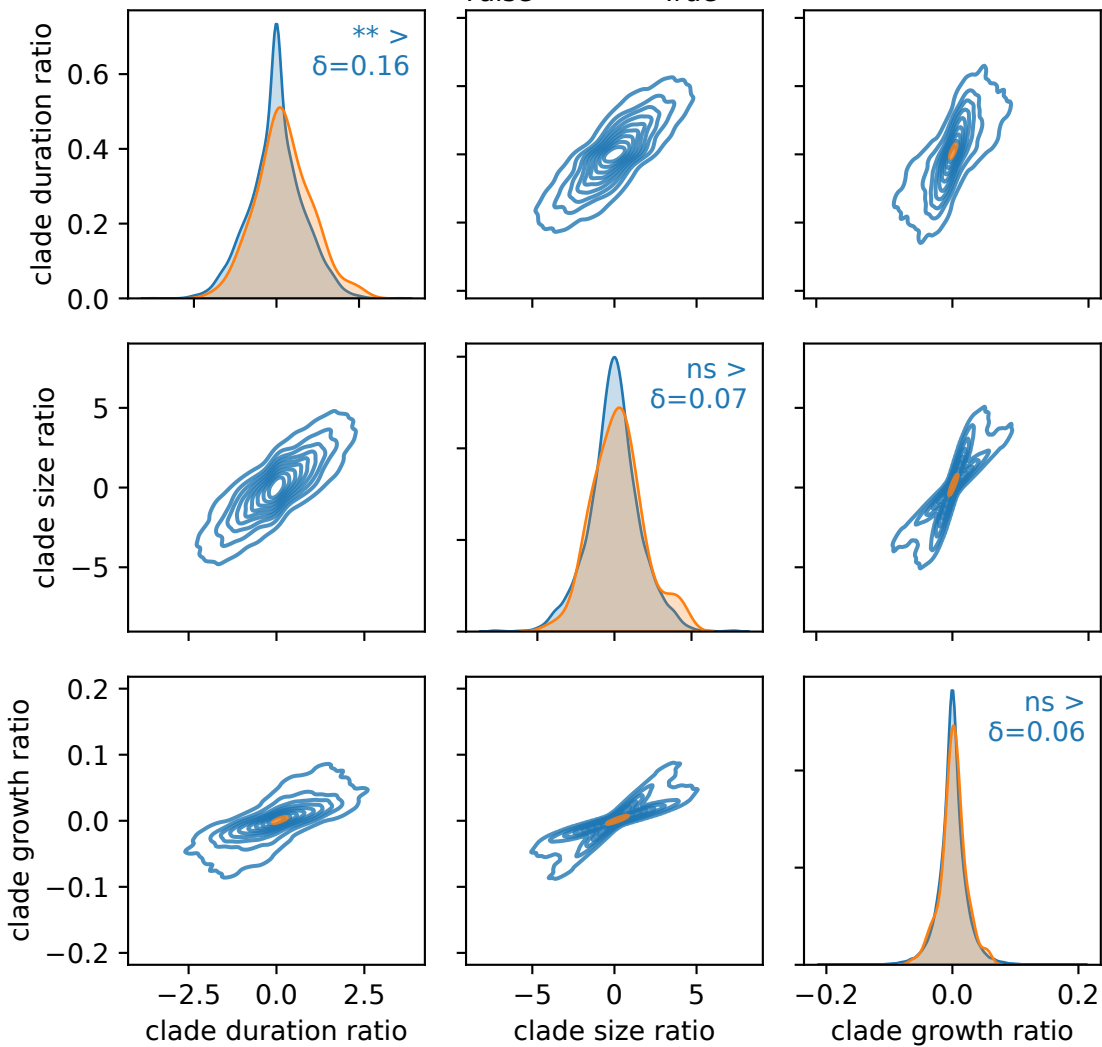 clade duration ratio
0.6
0.4
0.2
0.0
** >
δ=0.16
clade size ratio
5
0
−5
ns >
δ=0.07
clade growth ratio
0.2
0.1
0.0
−0.1
−0.2
ns >
δ=0.06
−2.5 0.0 2.5
−5 0 5
−0.2 0.0 0.2
clade duration ratio
clade size ratio
clade growth ratio